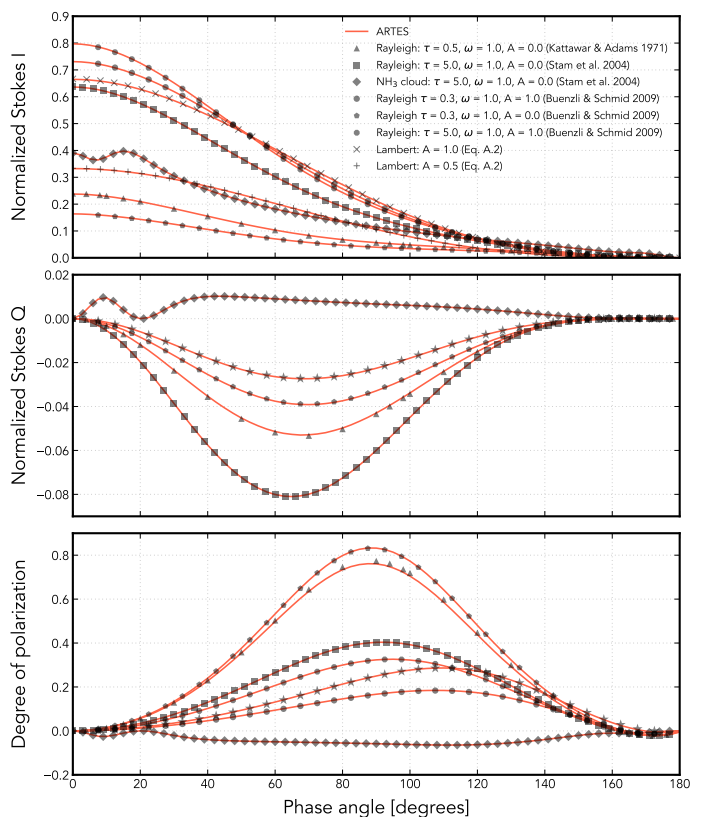 Normalized Stokes I
0.9
0.8
0.7
0.6
0.5
0.4
0.3
0.2
0.1
0.0
ARTES
Rayleigh: τ = 0.5, ω = 1.0, A = 0.0 (Kattawar & Adams 1971)
Rayleigh: τ = 5.0, ω = 1.0, A = 0.0 (Stam et al. 2004)
NH₃ cloud: τ = 5.0, ω = 1.0, A = 0.0 (Stam et al. 2004)
Rayleigh τ = 0.3, ω = 1.0, A = 1.0 (Buenzli & Schmid 2009)
Rayleigh τ = 0.3, ω = 1.0, A = 0.0 (Buenzli & Schmid 2009)
Rayleigh: τ = 5.0, ω = 1.0, A = 1.0 (Buenzli & Schmid 2009)
Lambert: A = 1.0 (Eq. A.2)
Lambert: A = 0.5 (Eq. A.2)
Normalized Stokes Q
0.02
0.00
−0.02
−0.04
−0.06
−0.08
Degree of polarization
0.8
0.6
0.4
0.2
0.0
−0.2
0 20 40 60 80 100 120 140 160 180
Phase angle [degrees]